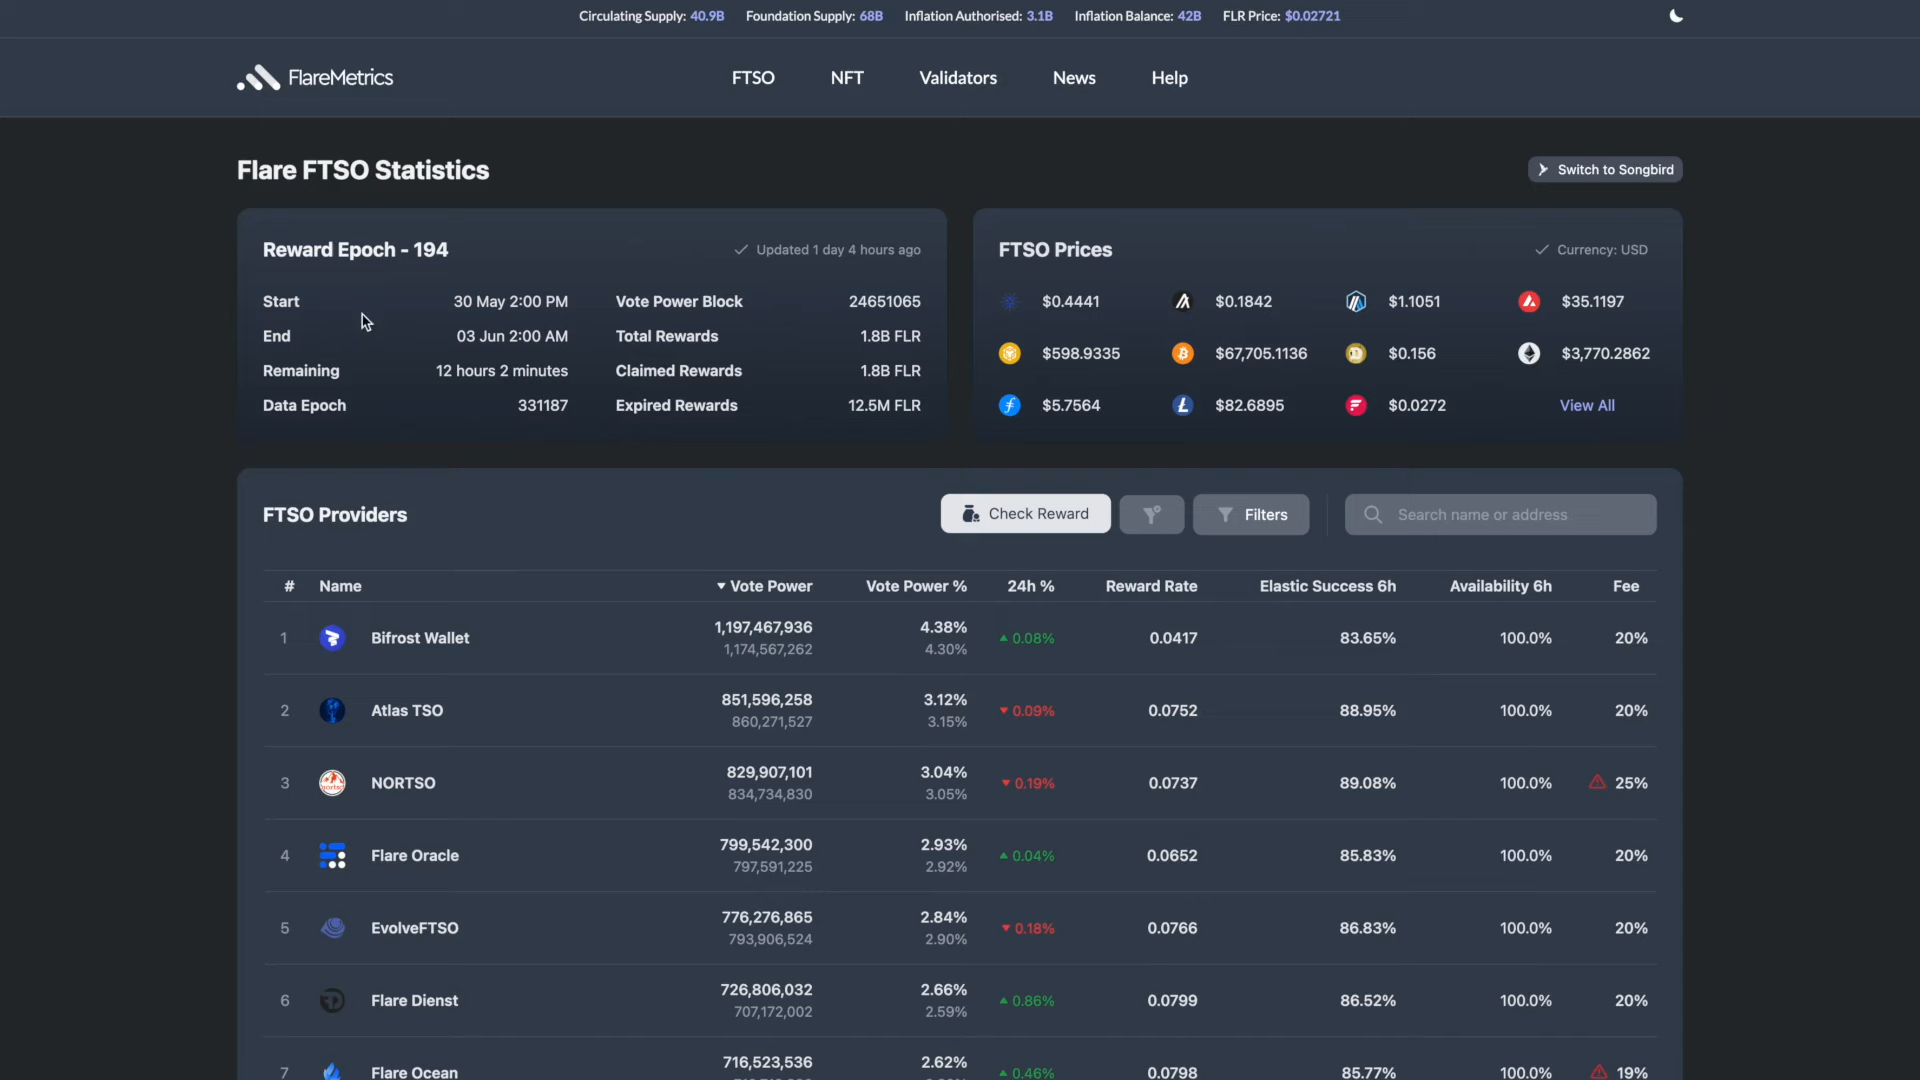 Circulating Supply: 40.9B Foundation Supply: 68B Inflation Authorised: 3.1B Inflation Balance: 42B FLR Price: $0.02721
FlareMetrics FTSO NFT Validators News Help
Flare FTSO Statistics
Switch to Songbird
Reward Epoch - 194
Updated 1 day 4 hours ago
Start 30 May 2:00 PM Vote Power Block 24651065
End 03 Jun 2:00 AM Total Rewards 1.8B FLR
Remaining 12 hours 2 minutes Claimed Rewards 1.8B FLR
Data Epoch 331187 Expired Rewards 12.5M FLR
FTSO Prices
Currency: USD
$0.4441 $0.1842 $1.1051 $35.1197
$598.9335 $67,705.1136 $0.156 $3,770.2862
$5.7564 $82.6895 $0.0272 View All
FTSO Providers
Check Reward
Filters
Search name or address
# Name Vote Power Vote Power % 24h % Reward Rate Elastic Success 6h Availability 6h Fee
1 Bifrost Wallet 1,197,467,936 4.38% 0.08% 0.0417 83.65% 100.0% 20%
1,174,567,262 4.30%
2 Atlas TSO 851,596,258 3.12% 0.09% 0.0752 88.95% 100.0% 20%
860,271,527 3.15%
3 NORTSO 829,907,101 3.04% 0.19% 0.0737 89.08% 100.0% 25%
834,734,830 3.05%
4 Flare Oracle 799,542,300 2.93% 0.04% 0.0652 85.83% 100.0% 20%
797,591,225 2.92%
5 EvolveFTSO 776,276,865 2.84% 0.18% 0.0766 86.83% 100.0% 20%
793,906,524 2.90%
6 Flare Dienst 726,806,032 2.66% 0.86% 0.0799 86.52% 100.0% 20%
707,172,002 2.59%
7 Flare Ocean 716,523,536 2.62% 0.46% 0.0798 85.77% 100.0% 19%